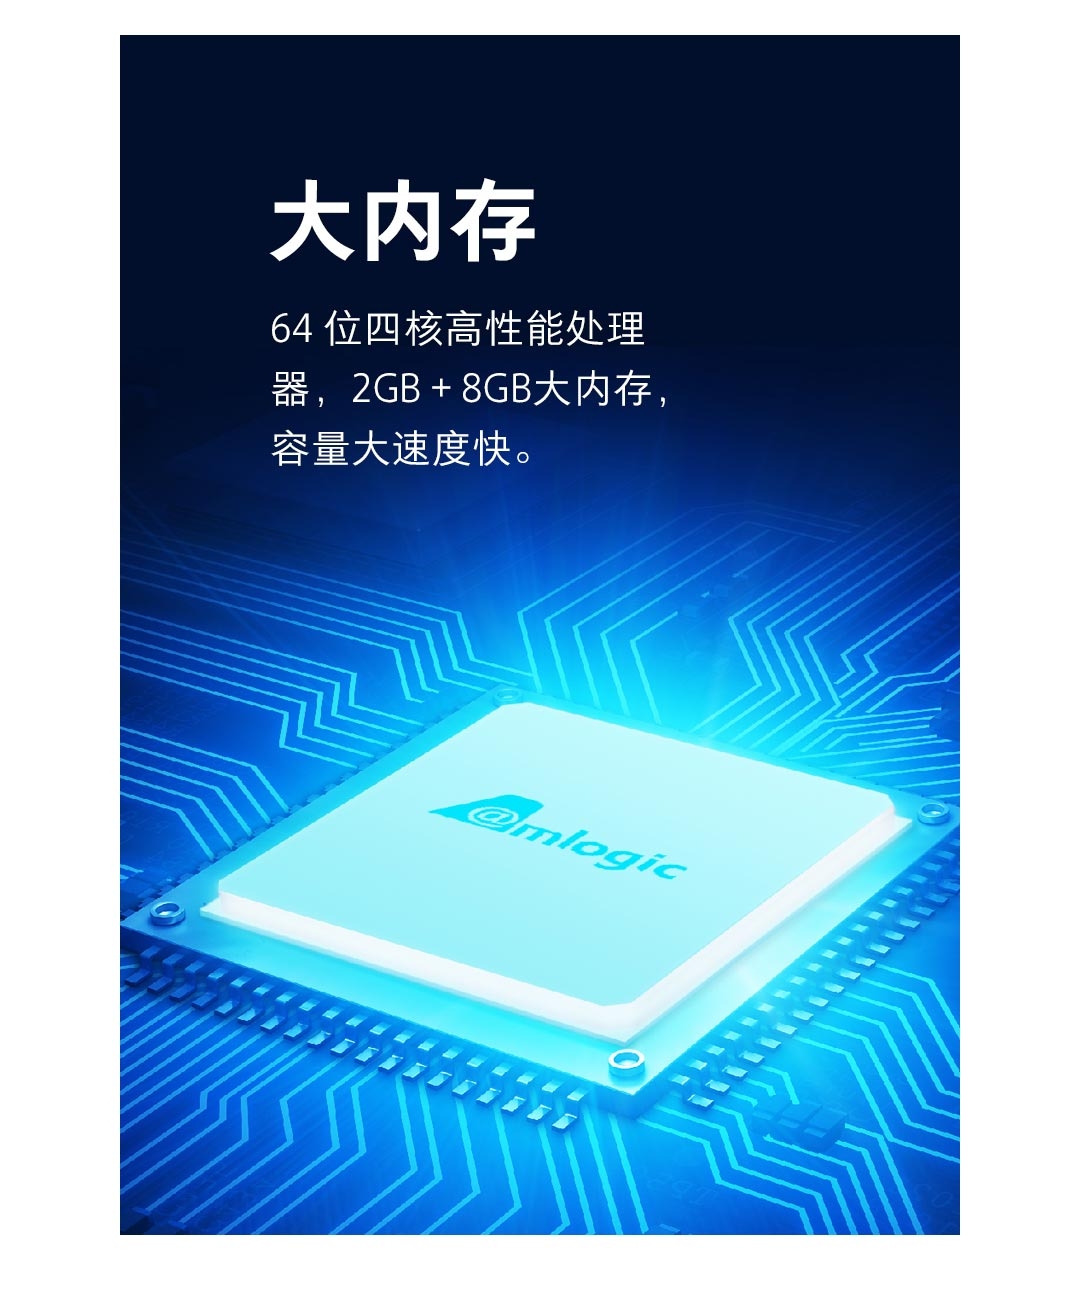 大内存
64 位四核高性能处理
器，2GB + 8GB大内存，
容量大速度快。
@mlogic